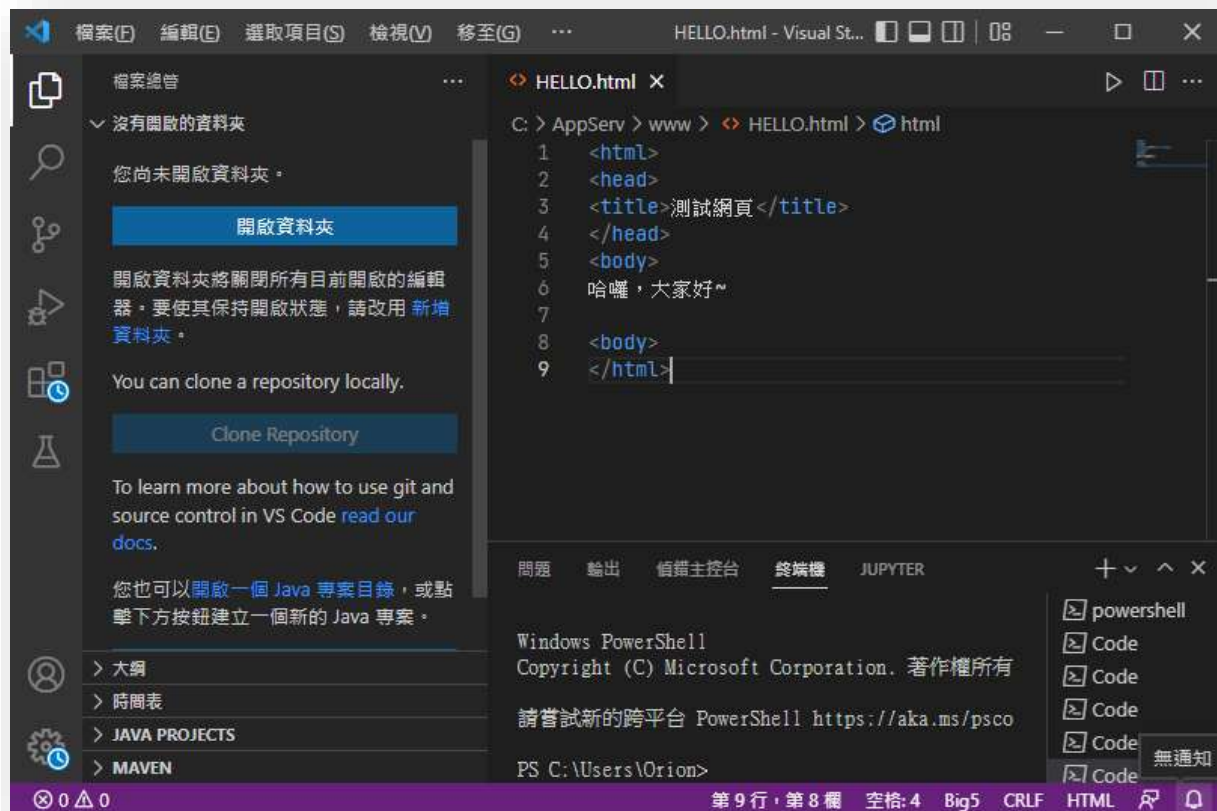 檔案(F) 編輯(E) 選取項目(S) 檢視(V) 移至(G) ··· HELLO.html - Visual St...
檔案總管 ···
沒有開啟的資料夾
您尚未開啟資料夾。
開啟資料夾
開啟資料夾將關閉所有目前開啟的編輯
器。要使其保持開啟狀態，請改用 新增
資料夾。
You can clone a repository locally.
Clone Repository
To learn more about how to use git and
source control in VS Code read our
docs.
您也可以開啟一個 Java 專案目錄，或點
擊下方按鈕建立一個新的 Java 專案。
> 大綱
> 時間表
> JAVA PROJECTS
> MAVEN
HELLO.html
C: > AppServ > www > HELLO.html > html
1 <html>
2 <head>
3 <title>測試網頁</title>
4 </head>
5 <body>
6 哈囉，大家好~
7
8 <body>
9 </html>
問題 輸出 偵錯主控台 終端機 JUPYTER
Windows PowerShell
Copyright (C) Microsoft Corporation. 著作權所有
請嘗試新的跨平台 PowerShell https://aka.ms/psco
PS C:\Users\Orion>
powershell
Code
Code
Code
Code
Code
無通知
0 0 第 9 行，第 8 欄 空格: 4 Big5 CRLF HTML